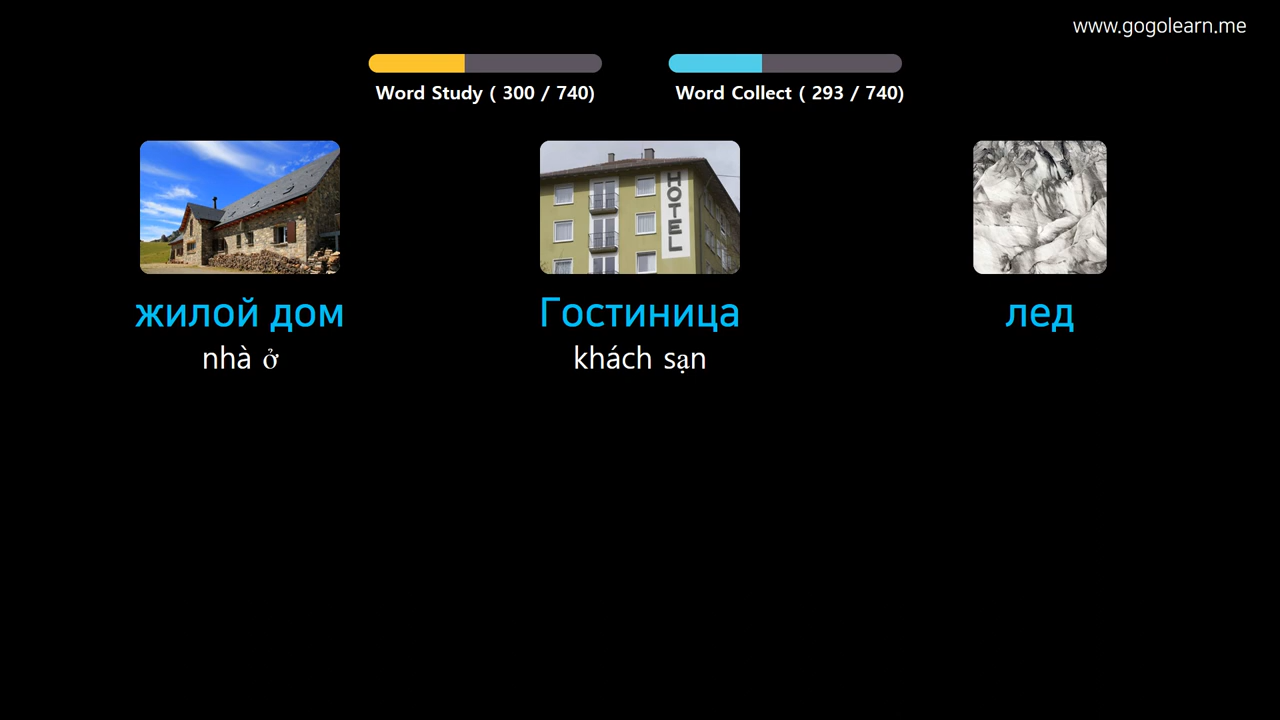 www.gogolearn.me
Word Study ( 300 / 740)
Word Collect ( 293 / 740)
HOTEL
жилой дом
Гостиница
лед
nhà ở
khách sạn